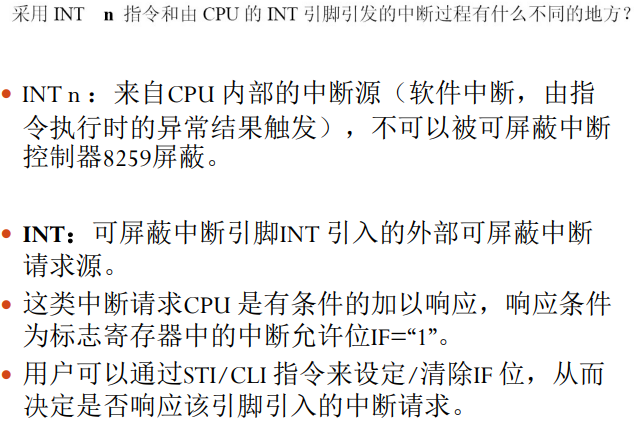 采用 INT n 指令和由 CPU 的 INT 引脚引发的中断过程有什么不同的地方？
• INT n ：来自CPU 内部的中断源（软件中断，由指
令执行时的异常结果触发），不可以被可屏蔽中断
控制器8259屏蔽。
• INT：可屏蔽中断引脚INT 引入的外部可屏蔽中断
请求源。
• 这类中断请求CPU 是有条件的加以响应，响应条件
为标志寄存器中的中断允许位IF=“1”。
• 用户可以通过STI/CLI 指令来设定/清除IF 位，从而
决定是否响应该引脚引入的中断请求。